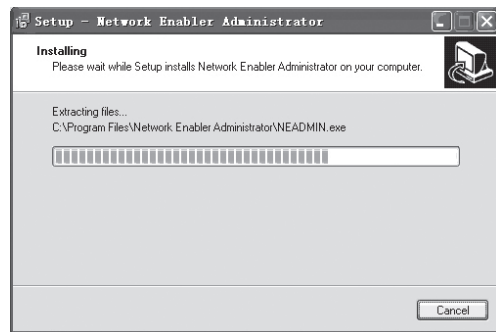 Setup - Network Enabler Administrator
Installing
Please wait while Setup installs Network Enabler Administrator on your computer.
Extracting files...
C:\Program Files\Network Enabler Administrator\NEADMIN.exe
Cancel